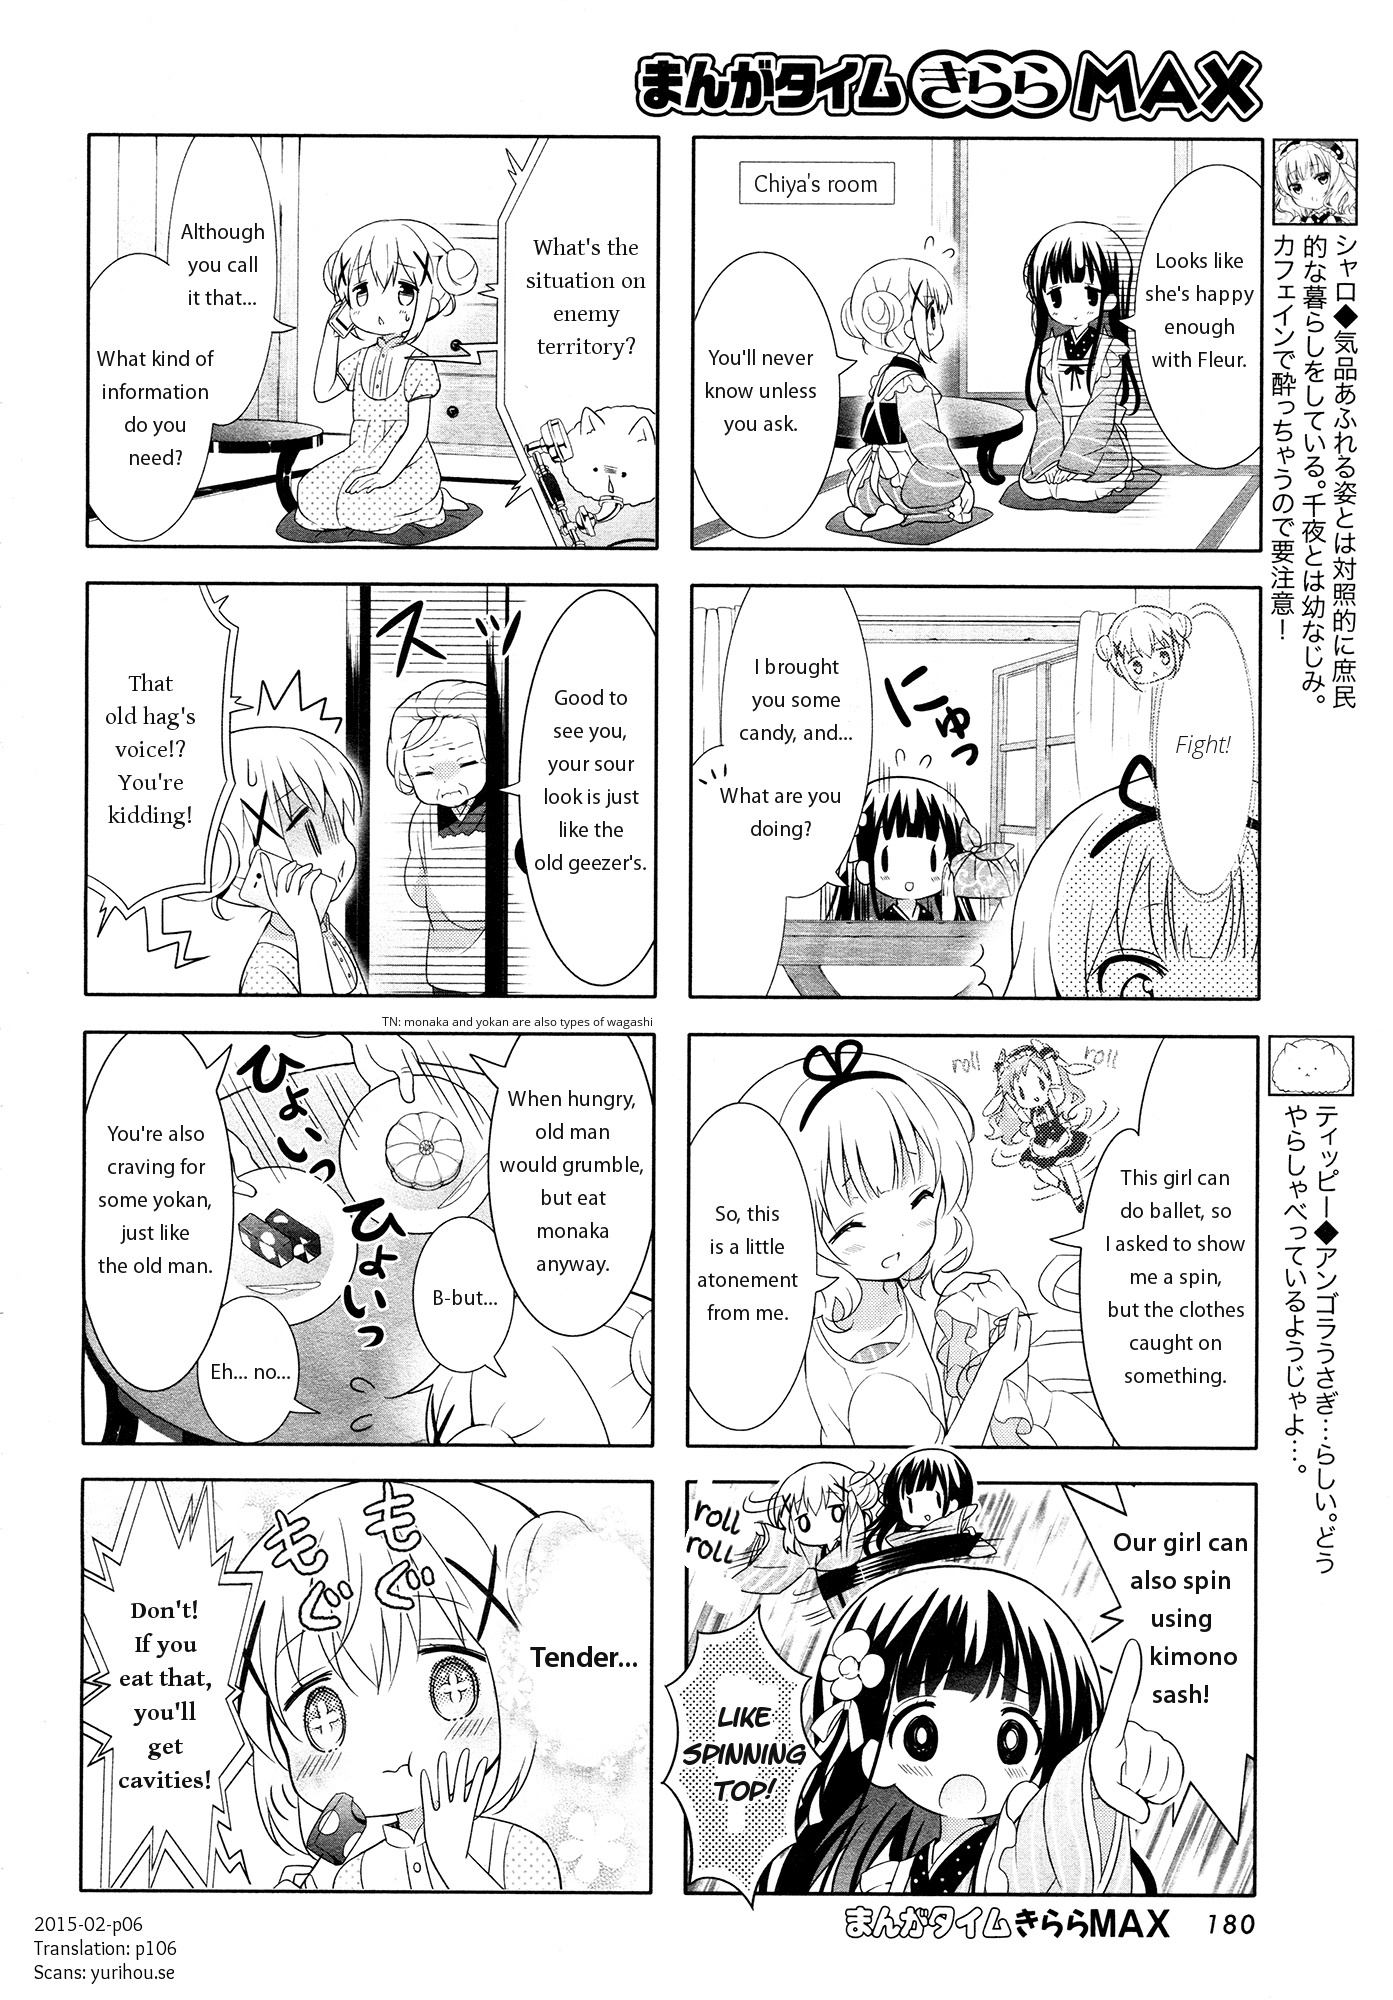 まんがタイムきららMAX
シャロ◆気品あふれる姿とは対照的に庶民
的な暮らしをしている。千夜とは幼なじみ。
カフェインで酔っちゃうので要注意！
Chiya's room
Looks like
she's happy
enough
with Fleur.
You'll never
know unless
you ask.
Fight!
にゅっ
I brought
you some
candy, and...
What are you
doing?
ティッピー◆アンゴラうさぎ…らしい。どう
やらしゃべっているようじゃよ…。
roll
roll
This girl can
do ballet, so
I asked to show
me a spin,
but the clothes
caught on
something.
So, this
is a little
atonement
from me.
Our girl can
also spin
using
kimono
sash!
roll
roll
LIKE
SPINNING
TOP!
What's the
situation on
enemy
territory?
Although
you call
it that...
What kind of
information
do you
need?
Good to
see you,
your sour
look is just
like the
old geezer's.
スッ
That
old hag's
voice!?
You're
kidding!
TN: monaka and yokan are also types of wagashi
When hungry,
old man
would grumble,
but eat
monaka
anyway.
B-but...
ひょいっ
ひょいっ
You're also
craving for
some yokan,
just like
the old man.
Eh... no...
Tender...
もぐ
もぐ
Don't!
If you
eat that,
you'll
get
cavities!
まんがタイムきららMAX 180
2015-02-p06
Translation: p106
Scans: yurihou.se